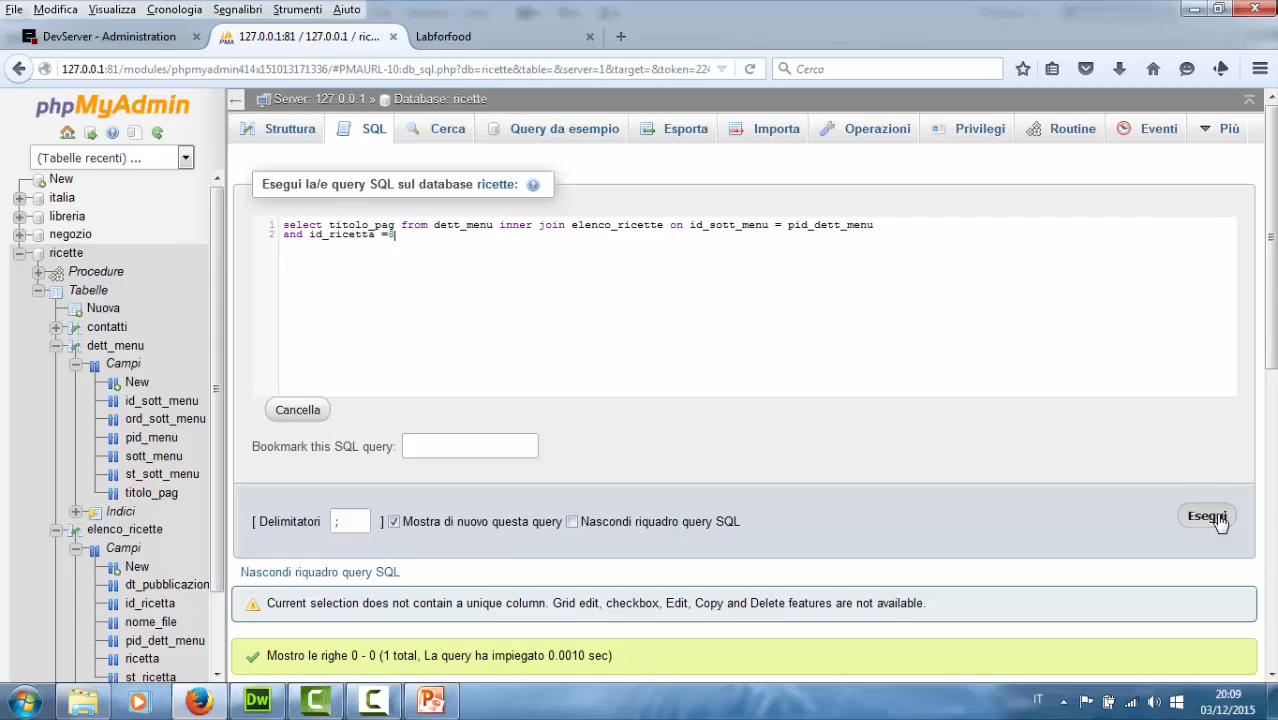 File Modifica Visualizza Cronologia Segnalibri Strumenti Aiuto
DevServer - Administration × 127.0.0.1:81 / 127.0.0.1 / ric... × Labforfood × +
127.0.0.1:81/modules/phpmyadmin414x151013171336/#PMAURL-10:db_sql.php?db=ricette&table=&server=1&target=&token=224 Cerca
phpMyAdmin
(Tabelle recenti) ...
New
italia
libreria
negozio
ricette
Procedure
Tabelle
Nuova
contatti
dett_menu
Campi
New
id_sott_menu
ord_sott_menu
pid_menu
sott_menu
st_sott_menu
titolo_pag
Indici
elenco_ricette
Campi
New
dt_pubblicazion
id_ricetta
nome_file
pid_dett_menu
ricetta
st_ricetta
Server: 127.0.0.1 » Database: ricette
Struttura SQL Cerca Query da esempio Esporta Importa Operazioni Privilegi Routine Eventi Più
Esegui la/e query SQL sul database ricette:
1 select titolo_pag from dett_menu inner join elenco_ricette on id_sott_menu = pid_dett_menu
2 and id_ricetta =8
Cancella
Bookmark this SQL query:
[ Delimitatori ; ] Mostra di nuovo questa query Nascondi riquadro query SQL
Esegui
Nascondi riquadro query SQL
Current selection does not contain a unique column. Grid edit, checkbox, Edit, Copy and Delete features are not available.
Mostro le righe 0 - 0 (1 total, La query ha impiegato 0.0010 sec)
Dw
IT
20:09
03/12/2015